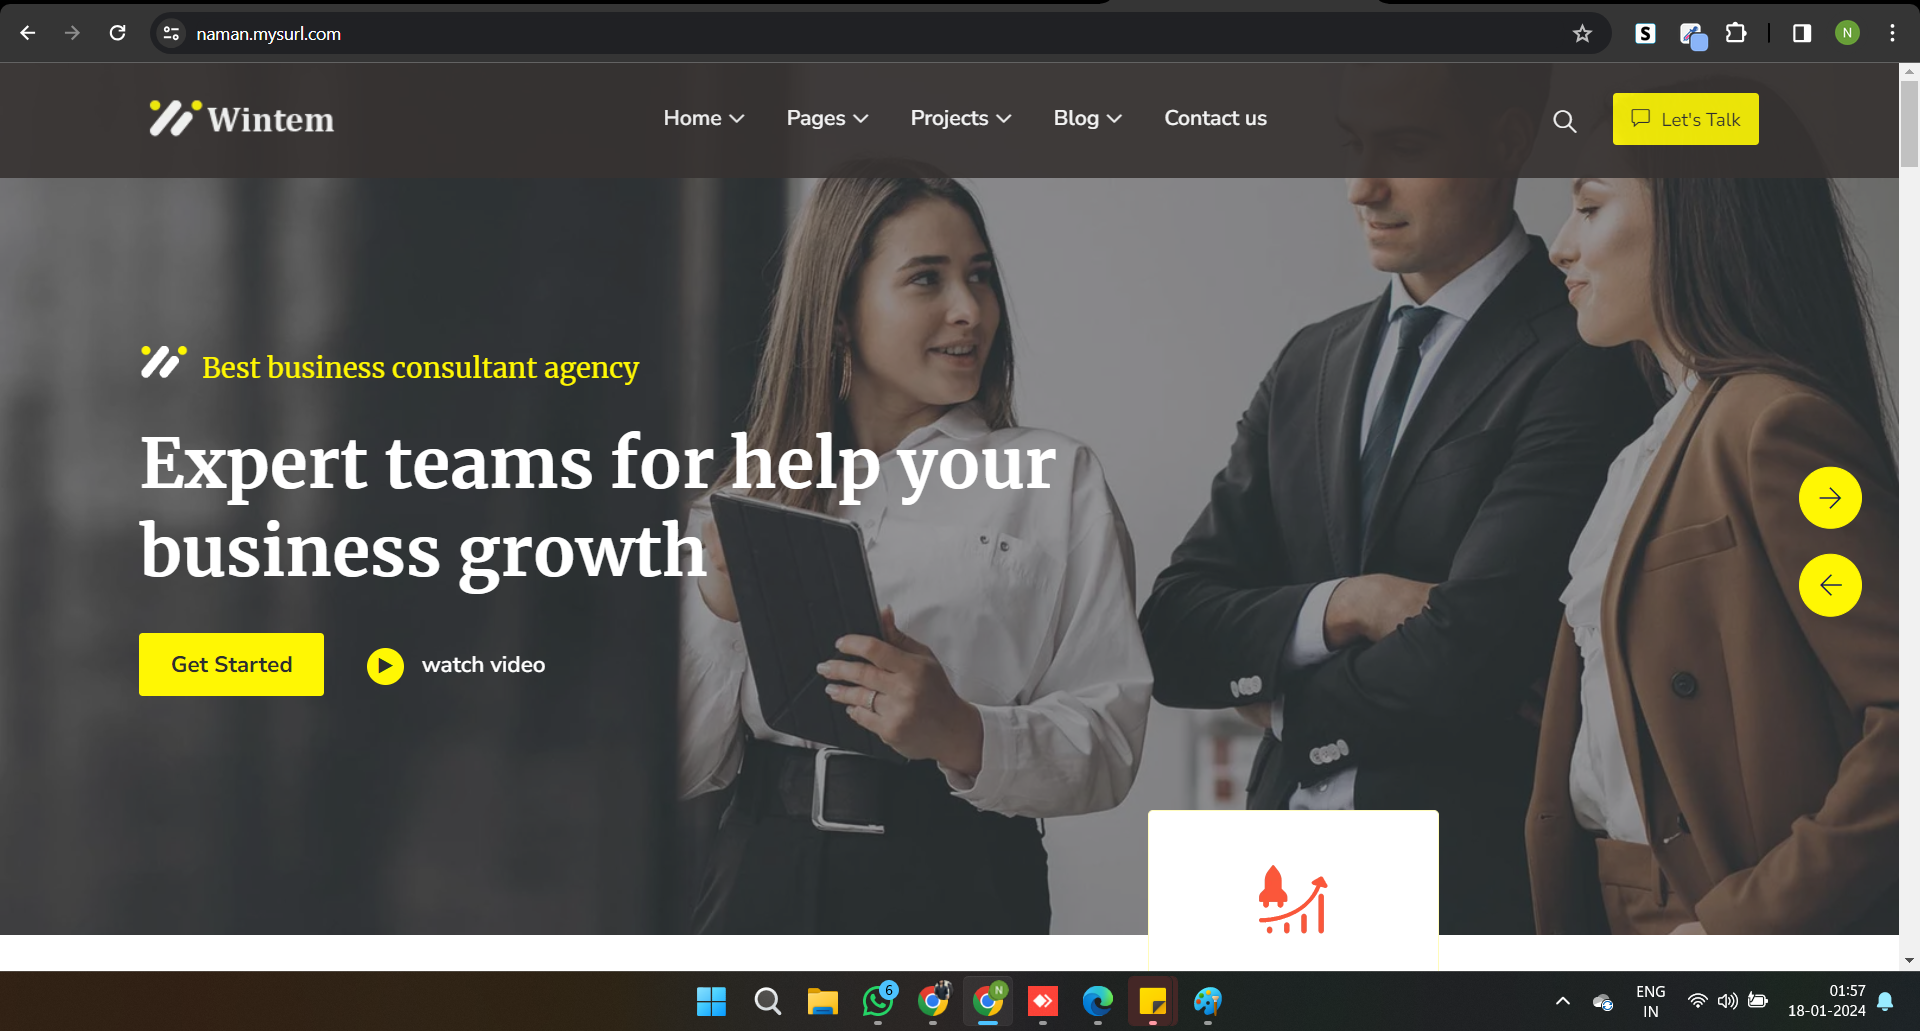 naman.mysurl.com
S
N
Wintem
Home
Pages
Projects
Blog
Contact us
Let's Talk
Best business consultant agency
Expert teams for help your
business growth
Get Started
watch video
6
N
ENG
IN
01:57
18-01-2024